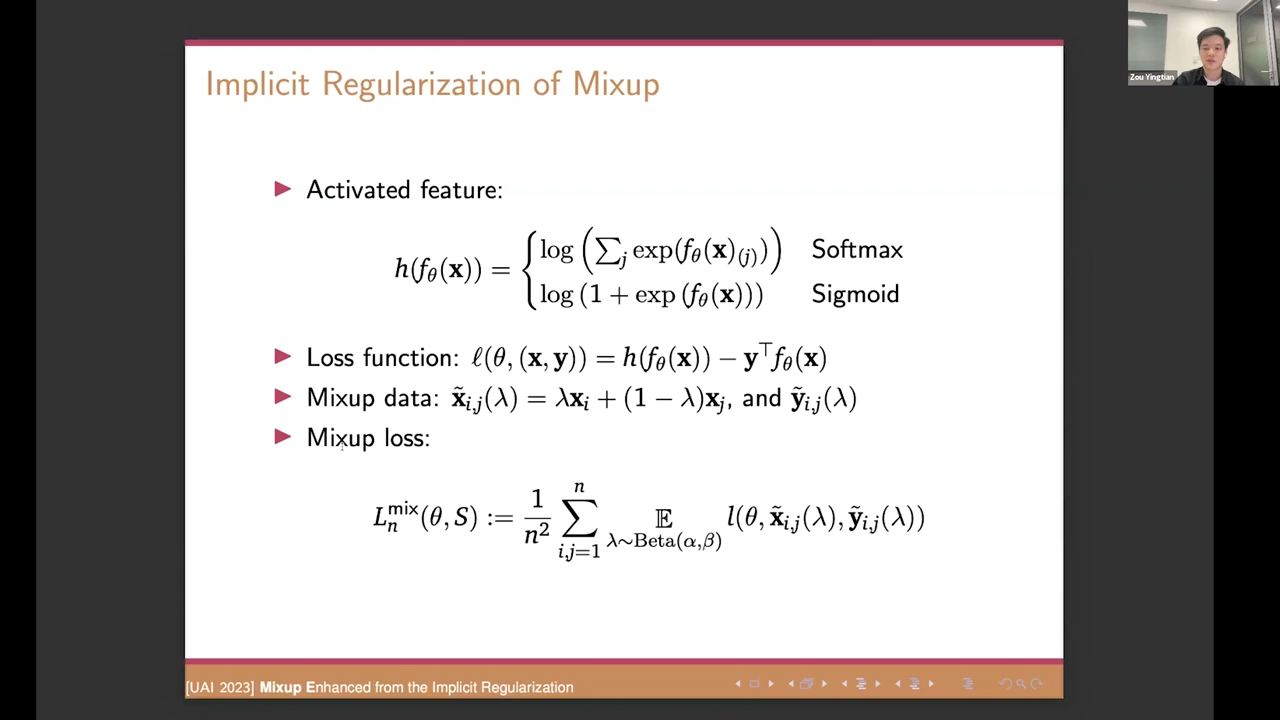 Zou Yingtian
Implicit Regularization of Mixup
▶ Activated feature:
h(f_θ(𝐱)) = { log (∑_j exp(f_θ(𝐱)_(j))) Softmax
log (1 + exp (f_θ(𝐱))) Sigmoid
▶ Loss function: ℓ(θ, (𝐱, 𝐲)) = h(f_θ(𝐱)) − 𝐲^⊤ f_θ(𝐱)
▶ Mixup data: 𝐱̃_{i,j}(λ) = λ𝐱_i + (1 − λ)𝐱_j, and 𝐲̃_{i,j}(λ)
▶ Mixup loss:
L_n^mix(θ, S) := 1/n² ∑_{i,j=1}^n 𝔼_{λ∼Beta(α,β)} l(θ, 𝐱̃_{i,j}(λ), 𝐲̃_{i,j}(λ))
[UAI 2023] Mixup Enhanced from the Implicit Regularization